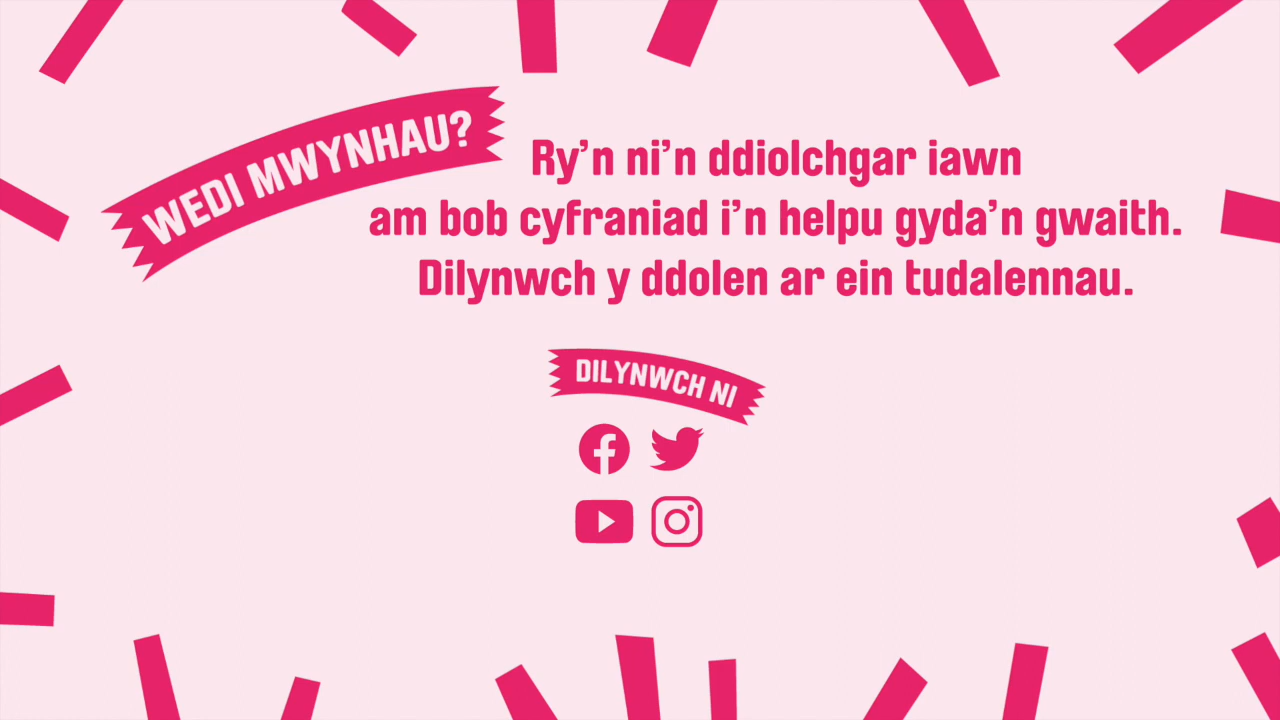 WEDI MWYNHAU?
Ry'n ni'n ddiolchgar iawn
am bob cyfraniad i'n helpu gyda'n gwaith.
Dilynwch y ddolen ar ein tudalennau.
DILYNWCH NI